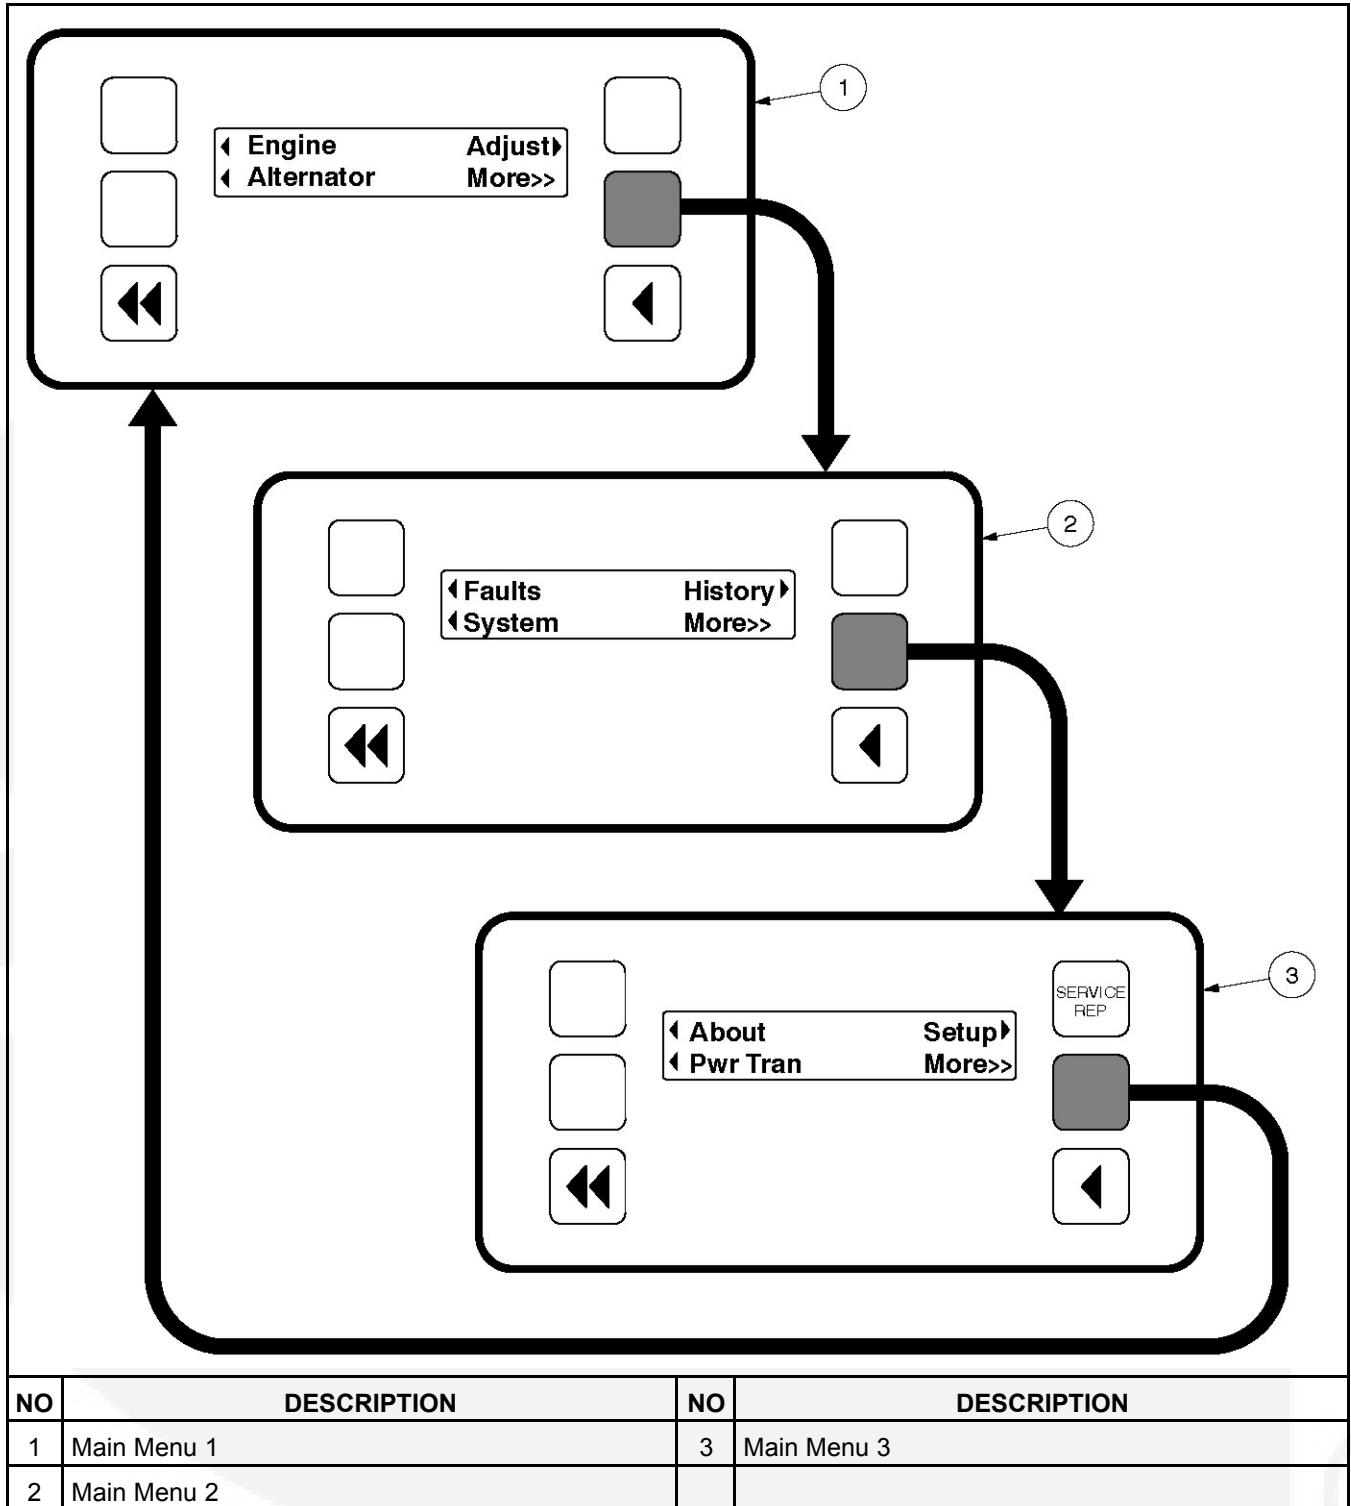 1
Engine Adjust
Alternator More>>
2
Faults History
System More>>
3
SERVICE
REP
About Setup
Pwr Tran More>>
NO DESCRIPTION NO DESCRIPTION
1 Main Menu 1 3 Main Menu 3
2 Main Menu 2